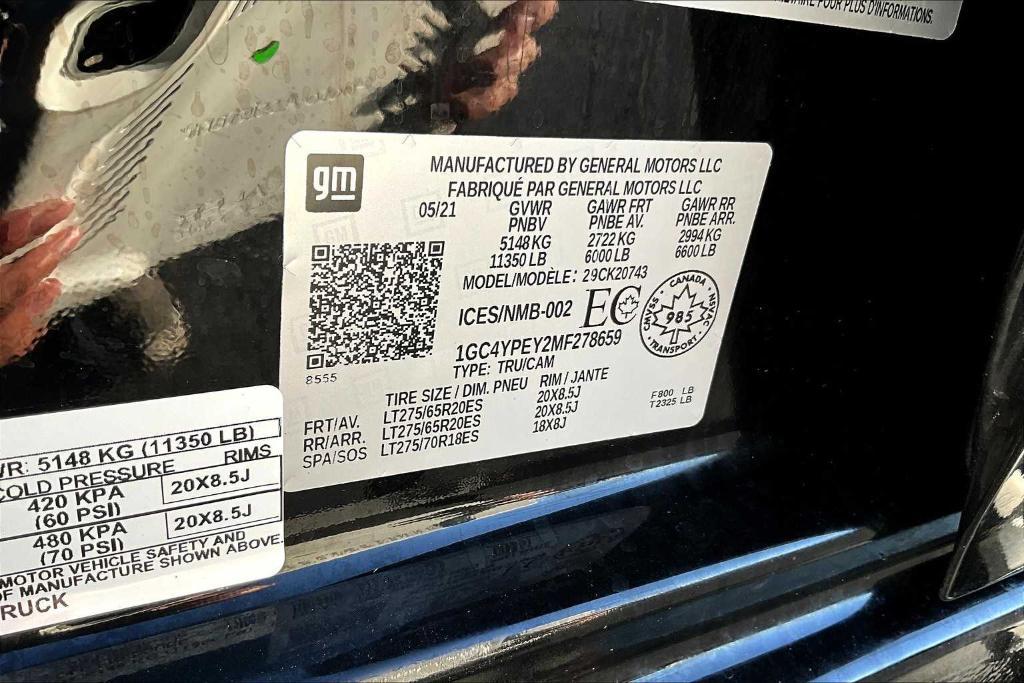 POUR PLUS D'INFORMATIONS.
gm
MANUFACTURED BY GENERAL MOTORS LLC
FABRIQUÉ PAR GENERAL MOTORS LLC
05/21 GVWR GAWR FRT GAWR RR
PNBV PNBE AV. PNBE ARR.
5148 KG 2722 KG 2994 KG
11350 LB 6000 LB 6600 LB
MODEL/MODÈLE: 29CK20743
ICES/NMB-002 EC
CANADA
CMVSS 985 NSVAC
TRANSPORT
1GC4YPEY2MF278659
8555
TYPE: TRU/CAM
TIRE SIZE / DIM. PNEU RIM / JANTE
FRT/AV. LT275/65R20ES 20X8.5J
RR/ARR. LT275/65R20ES 20X8.5J
SPA/SOS LT275/70R18ES 18X8J
F800 LB
T2325 LB
WR: 5148 KG (11350 LB)
COLD PRESSURE RIMS
420 KPA 20X8.5J
(60 PSI)
480 KPA 20X8.5J
(70 PSI)
MOTOR VEHICLE SAFETY AND
OF MANUFACTURE SHOWN ABOVE.
RUCK